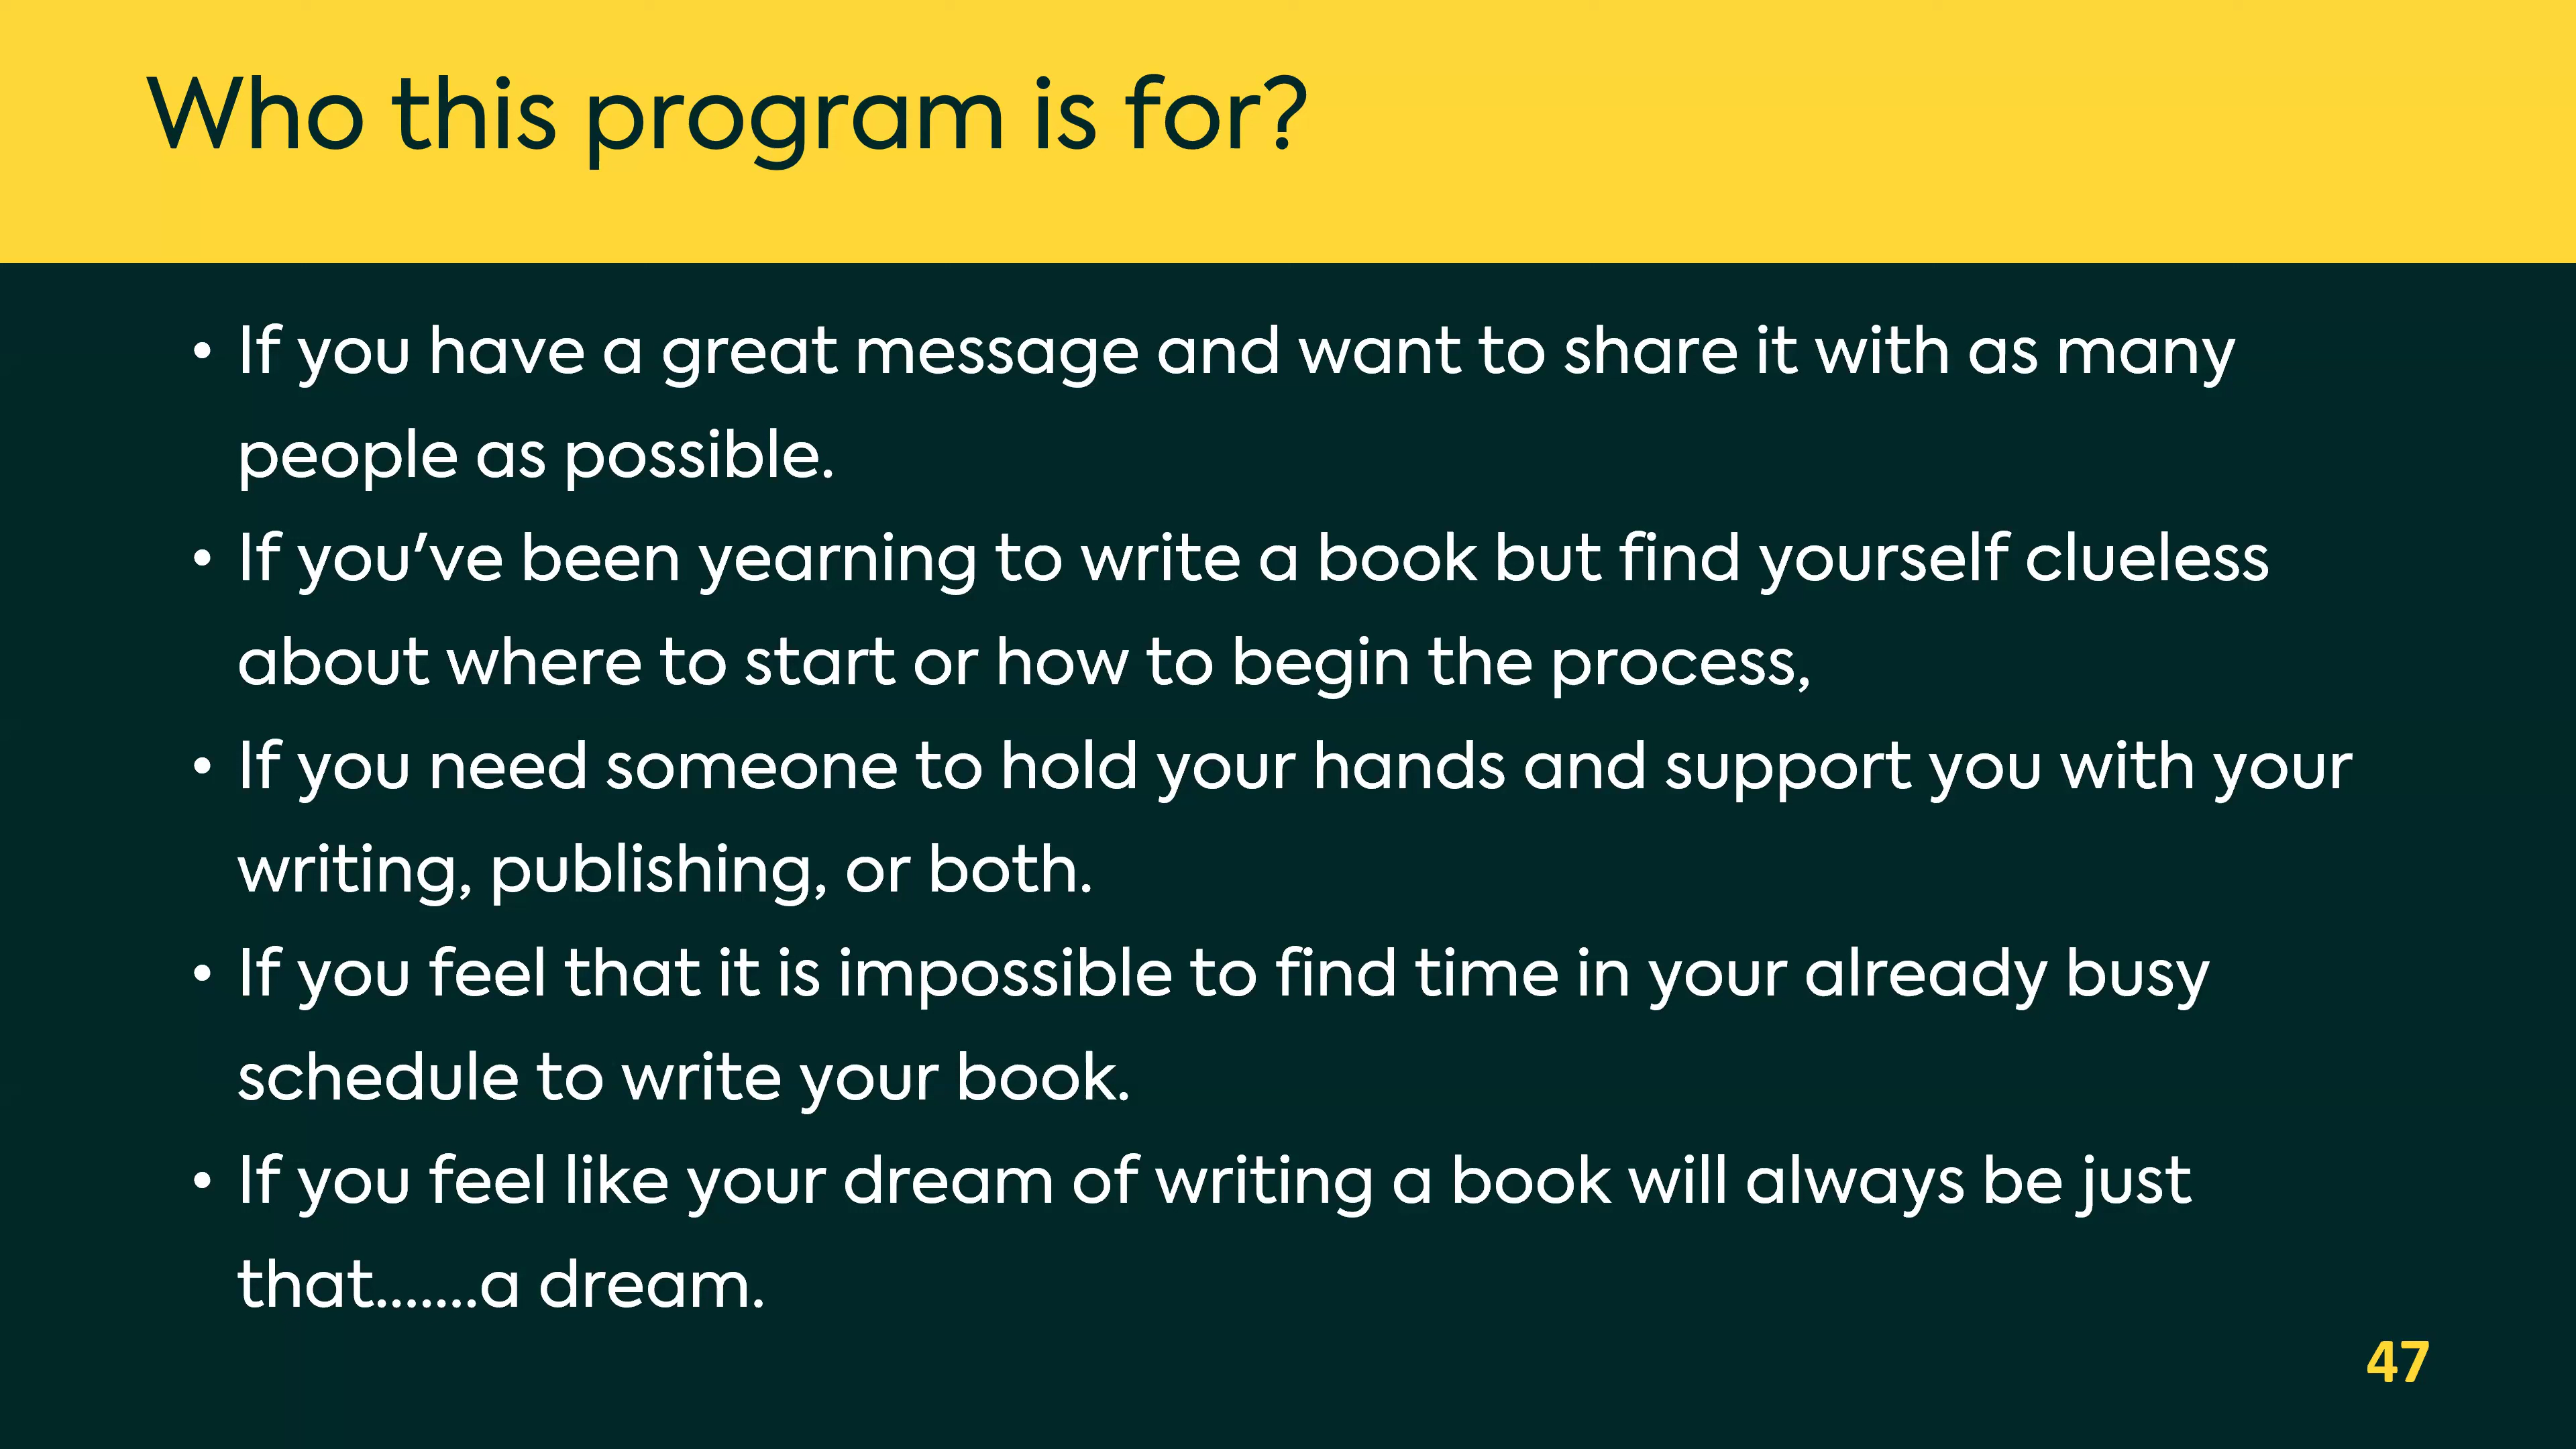 Who this program is for?
• If you have a great message and want to share it with as many
people as possible.
• If you've been yearning to write a book but find yourself clueless
about where to start or how to begin the process,
• If you need someone to hold your hands and support you with your
writing, publishing, or both.
• If you feel that it is impossible to find time in your already busy
schedule to write your book.
• If you feel like your dream of writing a book will always be just
that.......a dream.
47